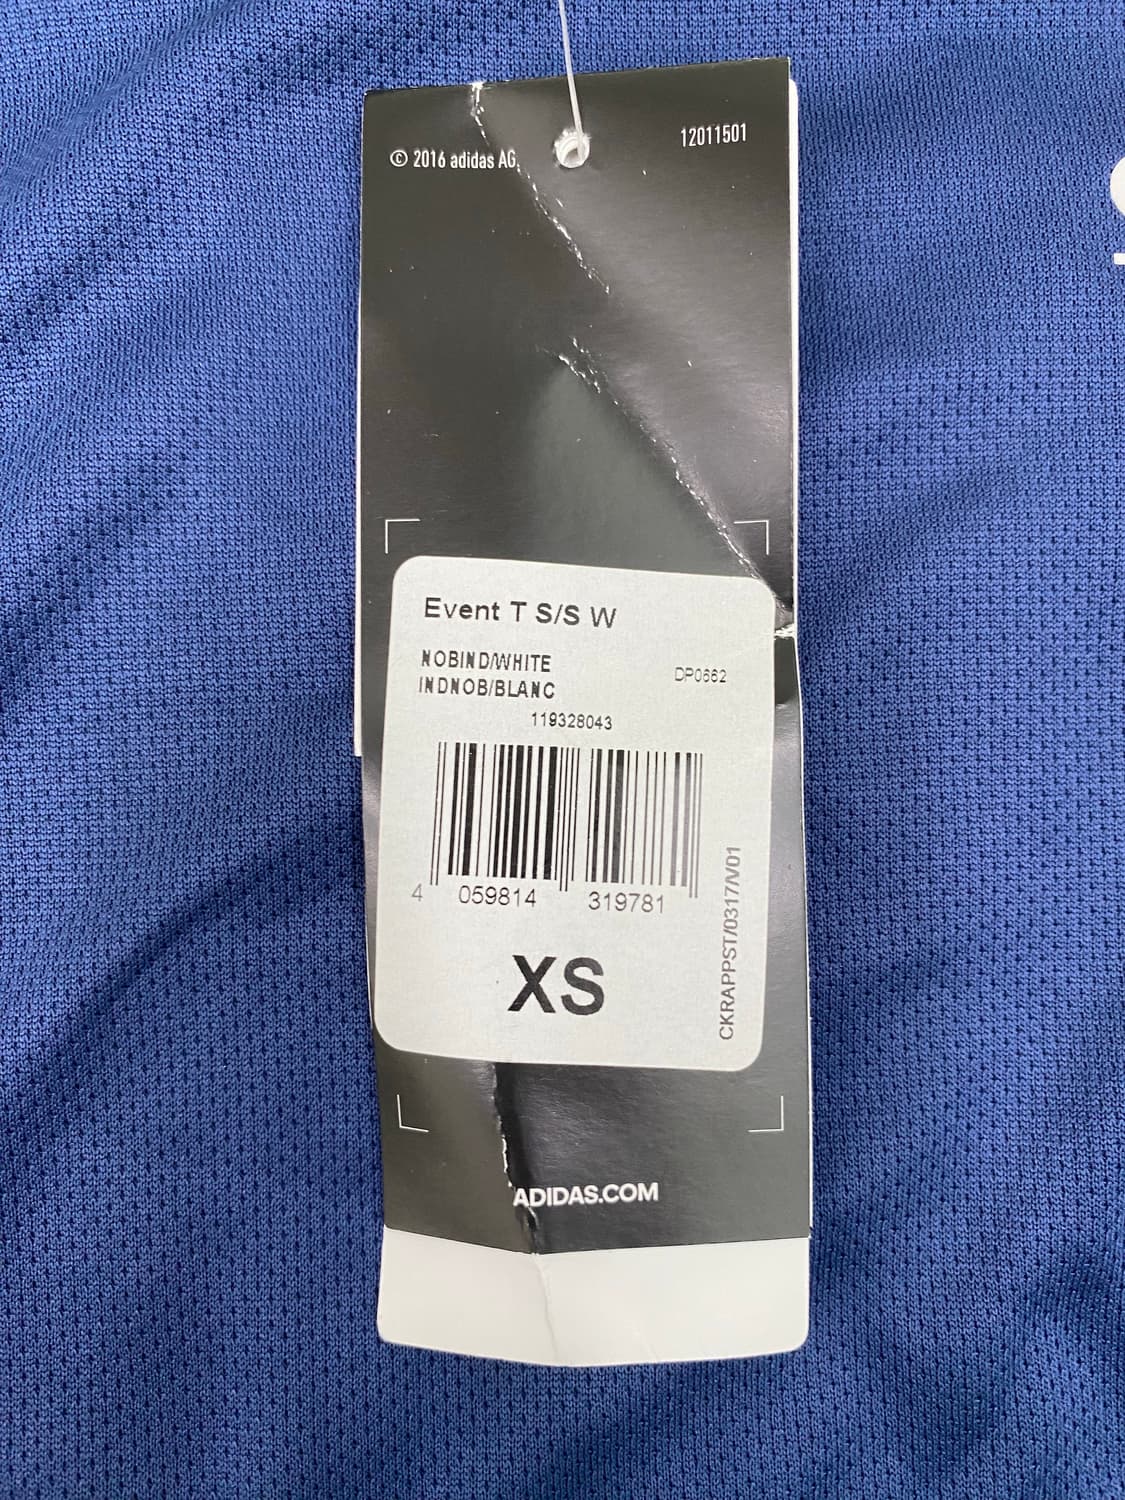 © 2016 adidas AG.
12011501
Event T S/S W
NOBIND/WHITE
INDNOB/BLANC
DP0662
119328043
4 059814 319781
XS
CKRAPPST/0317/V01
ADIDAS.COM